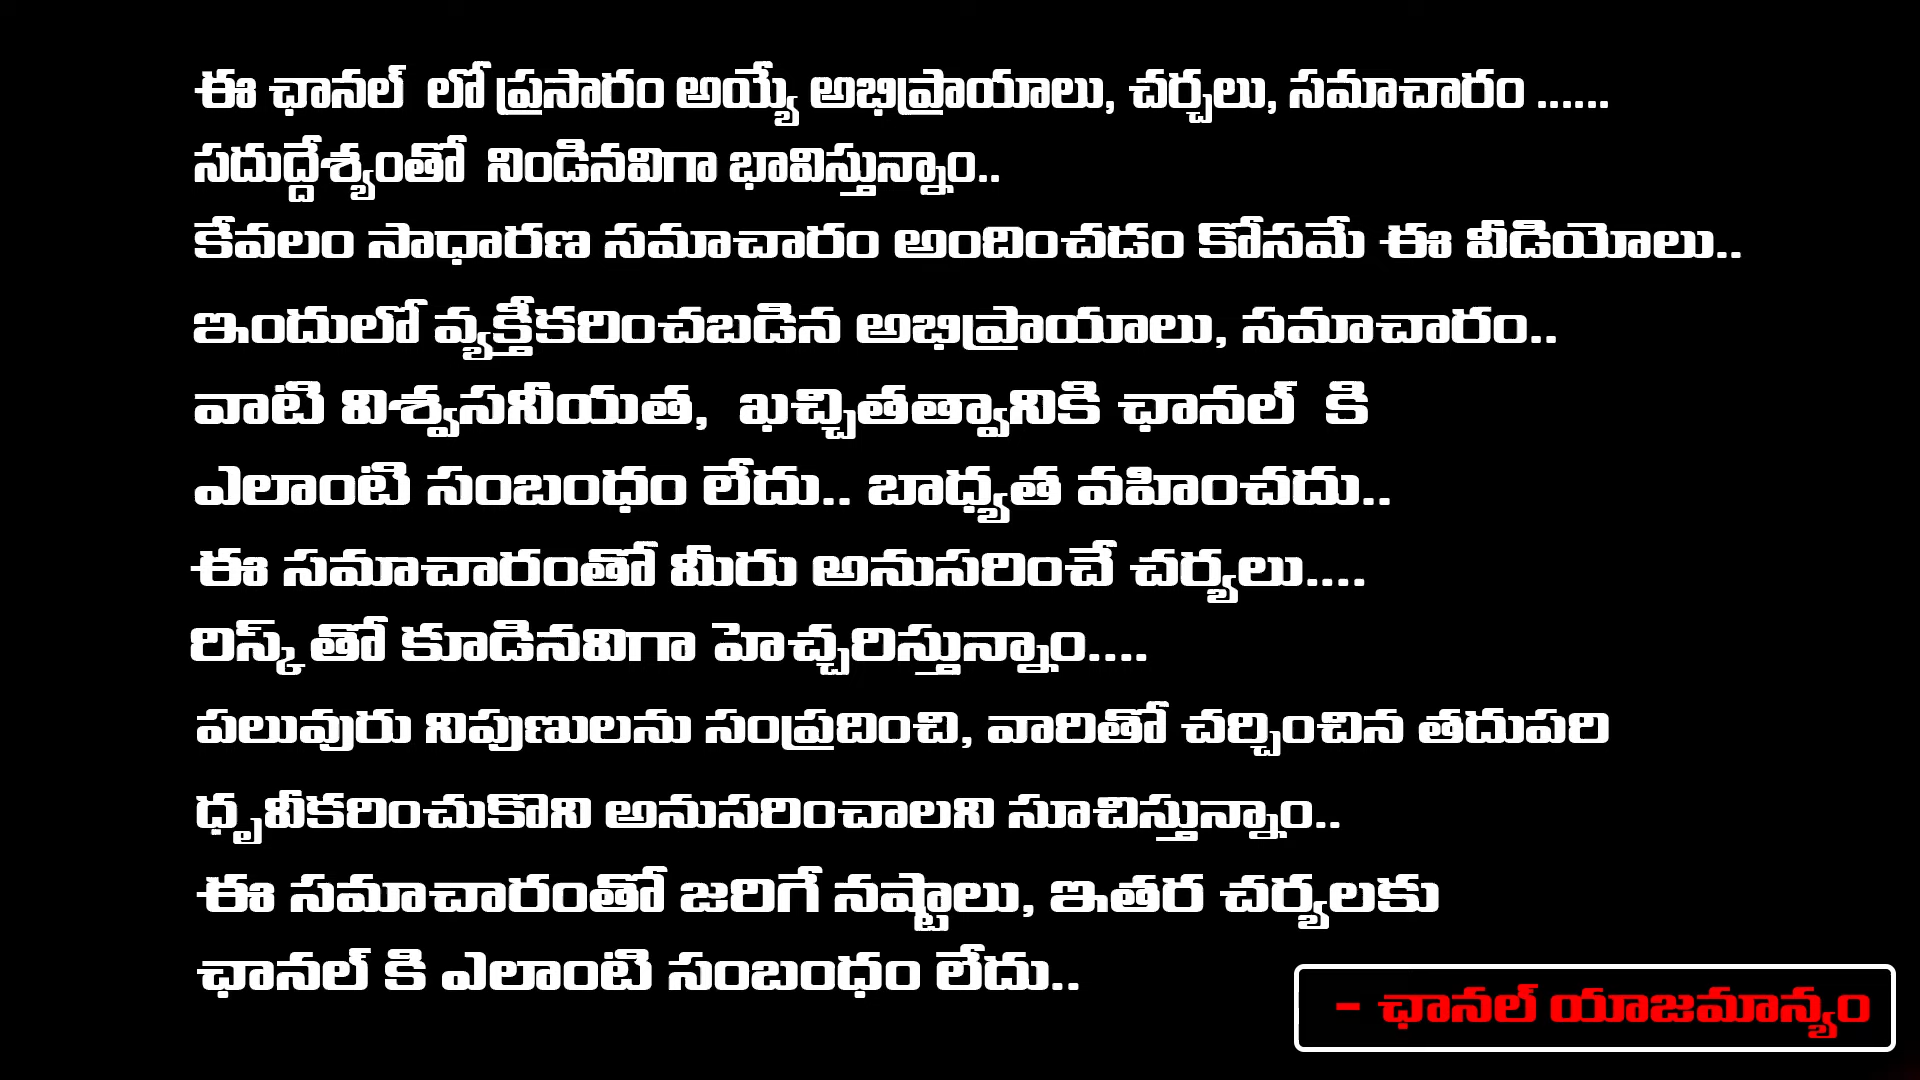 ఈ ఛానల్ లో ప్రసారం అయ్యే అభిప్రాయాలు, చర్చలు, సమాచారం ......
సదుద్దేశ్యంతో నిండినవిగా భావిస్తున్నాం..
కేవలం సాధారణ సమాచారం అందించడం కోసమే ఈ వీడియోలు..
ఇందులో వ్యక్తీకరించబడిన అభిప్రాయాలు, సమాచారం..
వాటి విశ్వసనీయత, ఖచ్చితత్వానికి ఛానల్ కి
ఎలాంటి సంబంధం లేదు.. బాధ్యత వహించదు..
ఈ సమాచారంతో మీరు అనుసరించే చర్యలు....
రిస్క్ తో కూడినవిగా హెచ్చరిస్తున్నాం....
పలువురు నిపుణులను సంప్రదించి, వారితో చర్చించిన తదుపరి
ధృవీకరించుకొని అనుసరించాలని సూచిస్తున్నాం..
ఈ సమాచారంతో జరిగే నష్టాలు, ఇతర చర్యలకు
ఛానల్ కి ఎలాంటి సంబంధం లేదు..
- ఛానల్ యాజమాన్యం